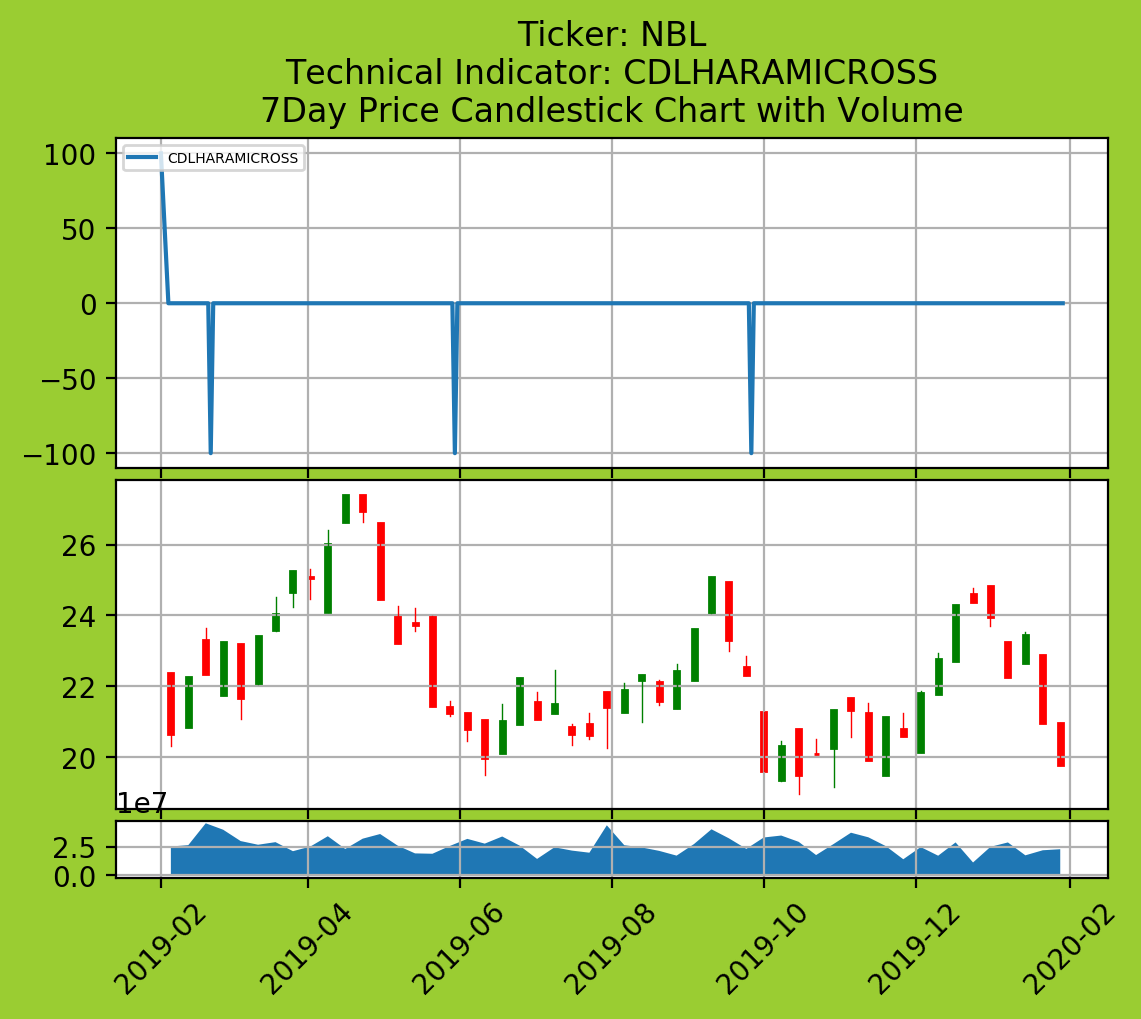 Ticker: NBL
Technical Indicator: CDLHARAMICROSS
7Day Price Candlestick Chart with Volume
CDLHARAMICROSS
100
50
0
−50
−100
26
24
22
20
1e7
2.5
0.0
2019-02 2019-04 2019-06 2019-08 2019-10 2019-12 2020-02